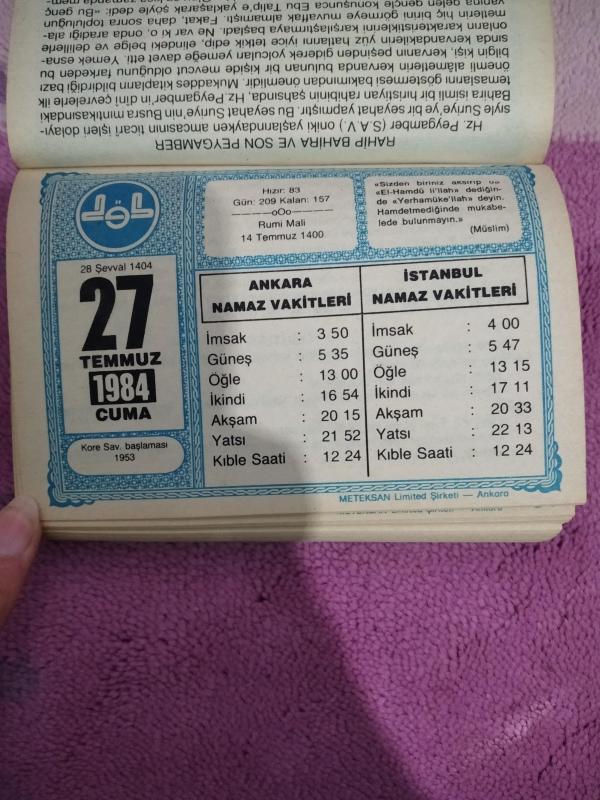 RAHİP BAHIRA VE SON PEYGAMBER
Hz. Peygamber (S.A.V.) oniki yaşlarındayken amcasının ticari işleri dolayı-
siyle Suriye'ye bir seyahat yapmıştır. Bu seyahat Suriye'nin Busra mıntıkasındaki
Bahira isimli bir hıristiyan rahibinin şahsında, Hz. Peygamber'in dinî çevrelerle ilk
temaslarını göstermesi bakımından önemlidir. Mukaddes kitapların bildirdiği bazı
önemli alametlerin kervanda bulunan bir kişide mevcut olduğunu farkeden bu
bilgin kişi, kervanın peşinden giderek yolcuları yemeğe davet etti. Yemek esna-
sında kervandakilerin yüz hatlarını iyice tetkik edip, elindeki belge ve delillerle
onların karakteristiklerini karşılaştırmaya başladı. Ne var ki o, onda aradığı ala-
metlerin hiç birini görmeye muvaffak olmamıştı. Fakat, daha sonra topluluğun
yanına gelen gençle konuşunca Ebu Talip'e yaklaşarak şöyle dedi: «Bu genç
28 Şevval 1404
27
TEMMUZ
1984
CUMA
Kore Sav. başlaması
1953
Hızır: 83
Gün: 209 Kalan: 157
oOo
Rumi Mali
14 Temmuz 1400
«Sizden biriniz aksırıp da
«El-Hamdü li'llah» dediğin-
de «Yerhamüke'llah» deyin.
Hamdetmediğinde mukabe-
lede bulunmayın.»
(Müslim)
ANKARA
NAMAZ VAKİTLERİ
İmsak : 3 50
Güneş : 5 35
Öğle : 13 00
İkindi : 16 54
Akşam : 20 15
Yatsı : 21 52
Kıble Saati : 12 24
İSTANBUL
NAMAZ VAKİTLERİ
İmsak : 4 00
Güneş : 5 47
Öğle : 13 15
İkindi : 17 11
Akşam : 20 33
Yatsı : 22 13
Kıble Saati : 12 24
METEKSAN Limited Şirketi — Ankara